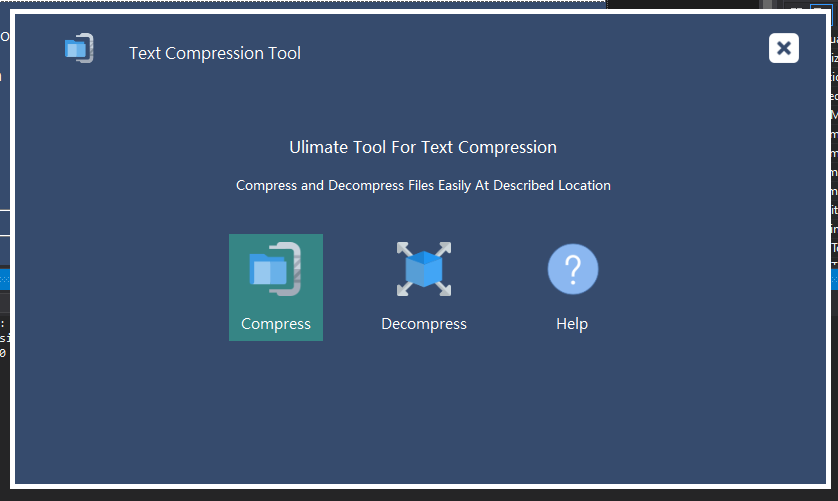 Text Compression Tool
Ulimate Tool For Text Compression
Compress and Decompress Files Easily At Described Location
Compress
Decompress
?
Help